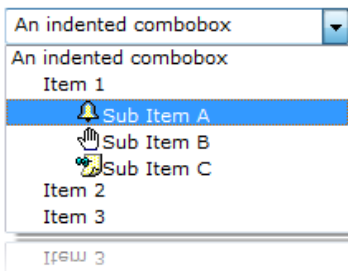 An indented combobox
An indented combobox
Item 1
Sub Item A
Sub Item B
Sub Item C
Item 2
Item 3
Item 3